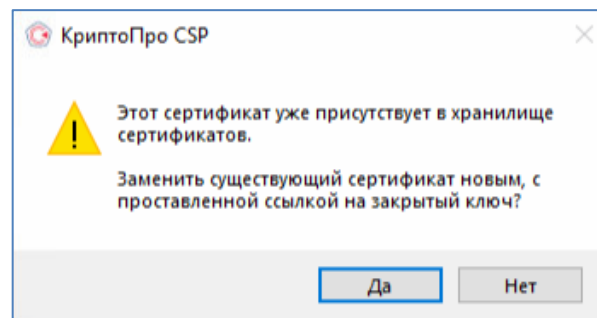 КриптоПро CSP
Этот сертификат уже присутствует в хранилище
сертификатов.
Заменить существующий сертификат новым, с
проставленной ссылкой на закрытый ключ?
Да
Нет